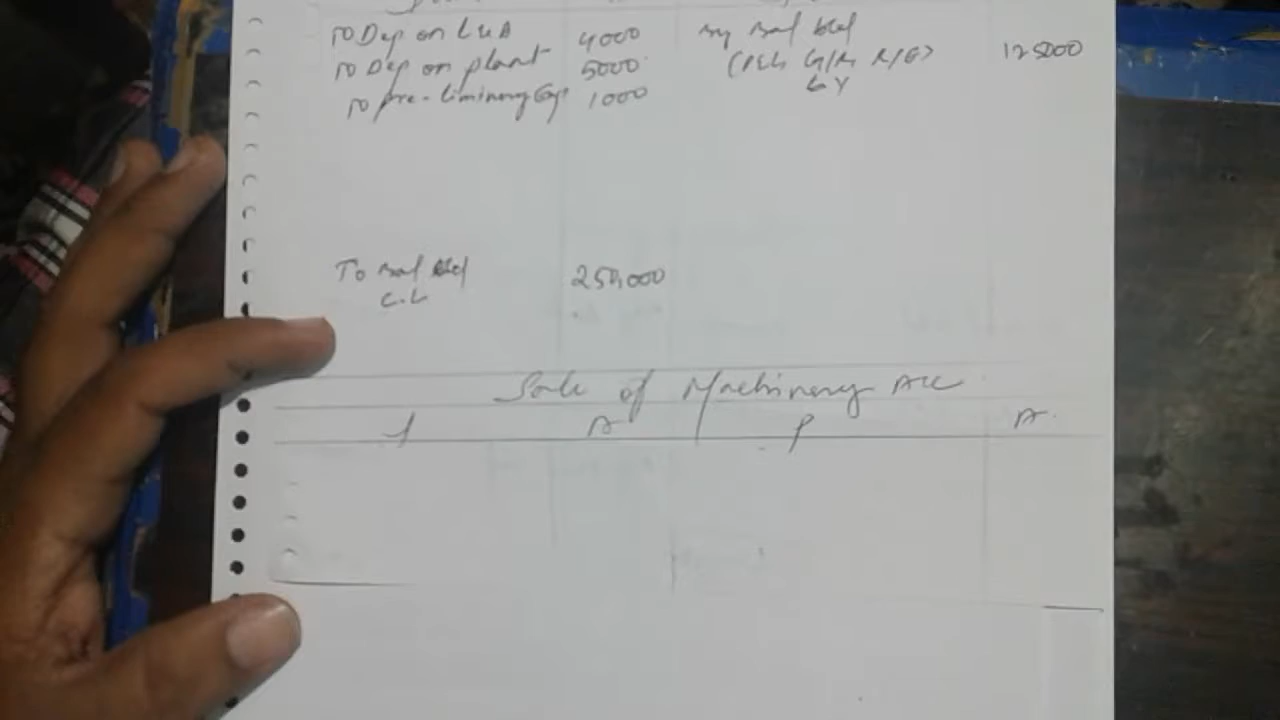 To Dep on L & B 4000 By Bal b/d
To Dep on plant 5000 125000
To pre-liminary Exp 1000 L Y
To Bal 250000
C.L
Sale of Machinery A/c
A P A